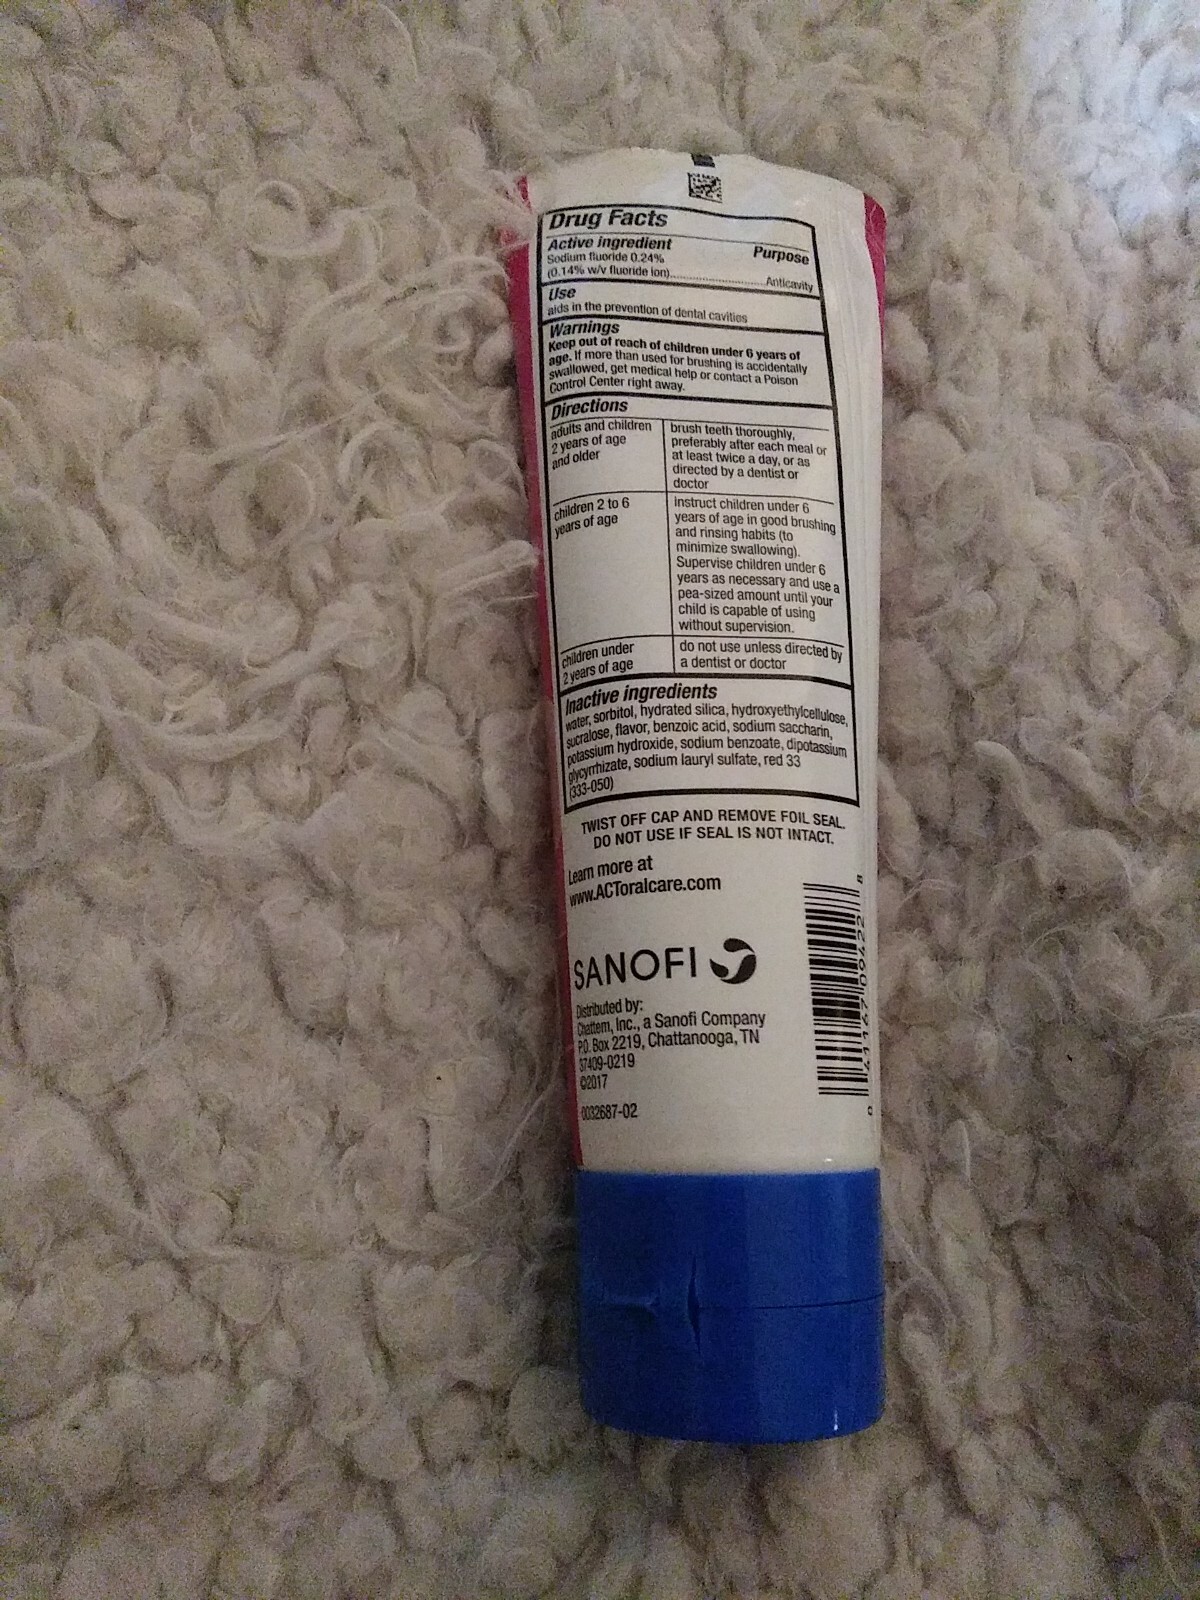 Drug Facts
Active ingredient Purpose
Sodium fluoride 0.24%
(0.14% w/v fluoride ion)..............................Anticavity
Use
aids in the prevention of dental cavities
Warnings
Keep out of reach of children under 6 years of
age. If more than used for brushing is accidentally
swallowed, get medical help or contact a Poison
Control Center right away.
Directions
adults and children
2 years of age
and older
brush teeth thoroughly,
preferably after each meal or
at least twice a day, or as
directed by a dentist or
doctor
children 2 to 6
years of age
instruct children under 6
years of age in good brushing
and rinsing habits (to
minimize swallowing).
Supervise children under 6
years as necessary and use a
pea-sized amount until your
child is capable of using
without supervision.
children under
2 years of age
do not use unless directed by
a dentist or doctor
Inactive ingredients
water, sorbitol, hydrated silica, hydroxyethylcellulose,
sucralose, flavor, benzoic acid, sodium saccharin,
potassium hydroxide, sodium benzoate, dipotassium
glycyrrhizate, sodium lauryl sulfate, red 33
(333-050)
TWIST OFF CAP AND REMOVE FOIL SEAL.
DO NOT USE IF SEAL IS NOT INTACT.
Learn more at
www.ACToralcare.com
SANOFI
Distributed by:
Chattem, Inc., a Sanofi Company
P.O. Box 2219, Chattanooga, TN
37409-0219
©2017
0032687-02
0 41167 09422 8